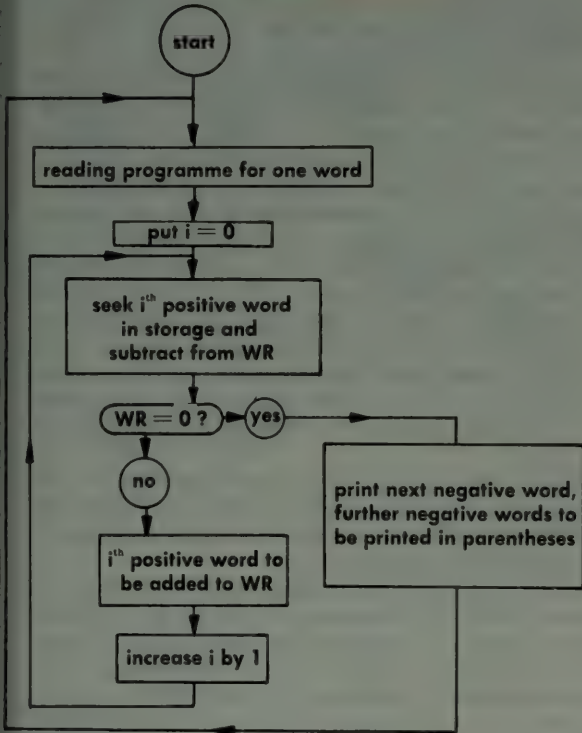 start
reading programme for one word
put i = 0
seek iᵗʰ positive word
in storage and
subtract from WR
WR = 0 ?
yes
no
print next negative word,
further negative words to
be printed in parentheses
iᵗʰ positive word to
be added to WR
increase i by 1